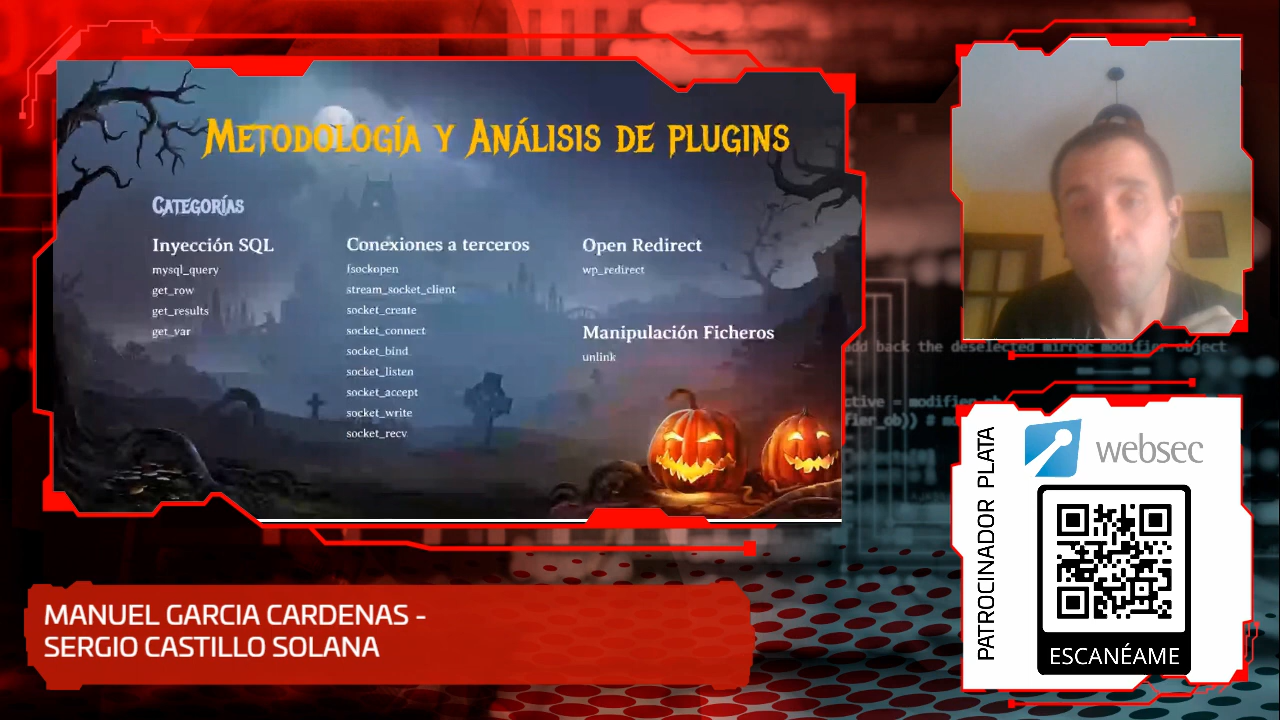 METODOLOGÍA Y ANÁLISIS DE PLUGINS
CATEGORÍAS
Inyección SQL
mysql_query
get_row
get_results
get_var
Conexiones a terceros
fsockopen
stream_socket_client
socket_create
socket_connect
socket_bind
socket_listen
socket_accept
socket_write
socket_recv
Open Redirect
wp_redirect
Manipulación Ficheros
unlink
add back the deselected mirror modifier object
MANUEL GARCIA CARDENAS -
SERGIO CASTILLO SOLANA
PATROCINADOR PLATA
websec
ESCANÉAME